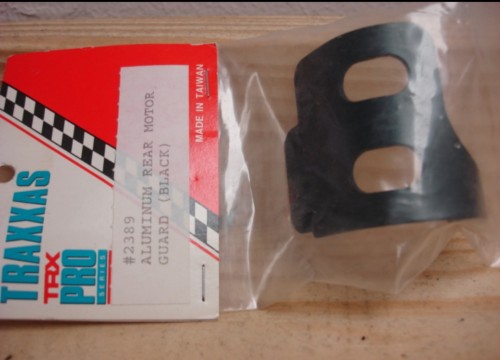 TRAXXAS
TRX
PRO
SERIES
#2389
ALUMINUM REAR MOTOR
GUARD (BLACK)
MADE IN TAIWAN